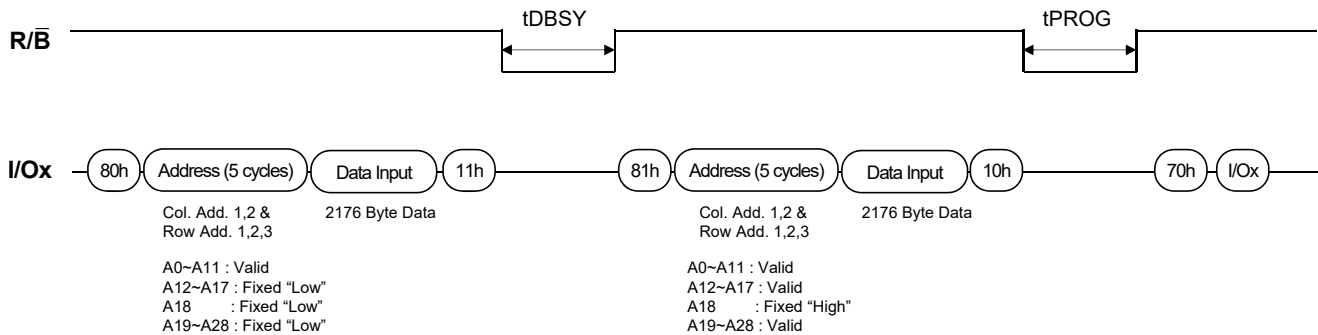 tDBSY
tPROG
R/B̅
I/Ox
80h
Address (5 cycles)
Data Input
11h
81h
Address (5 cycles)
Data Input
10h
70h
I/Ox
Col. Add. 1,2 &
Row Add. 1,2,3
2176 Byte Data
A0~A11 : Valid
A12~A17 : Fixed “Low”
A18 : Fixed “Low”
A19~A28 : Fixed “Low”
Col. Add. 1,2 &
Row Add. 1,2,3
2176 Byte Data
A0~A11 : Valid
A12~A17 : Valid
A18 : Fixed “High”
A19~A28 : Valid